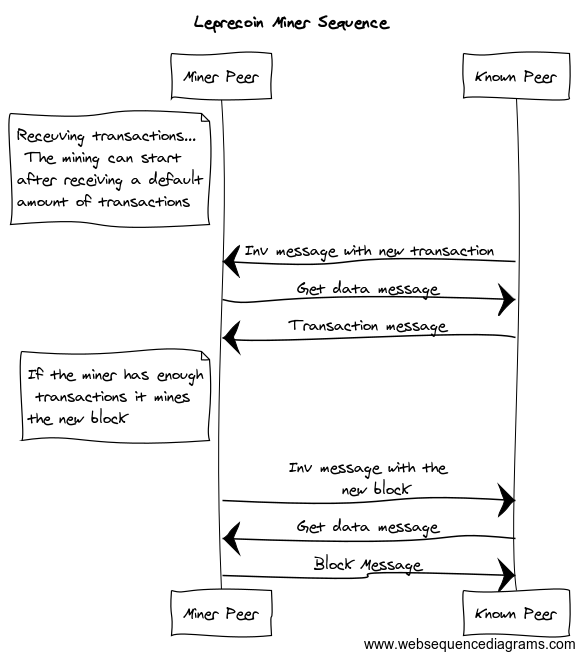 Leprecoin Miner Sequence
Miner Peer
Known Peer
Receuving transactions...
The mining can start
after receiving a default
amount of transactions
Inv message with new transaction
Get data message
Transaction message
If the miner has enough
transactions it mines
the new block
Inv message with the
new block
Get data message
Block Message
Miner Peer
Known Peer
www.websequencediagrams.com